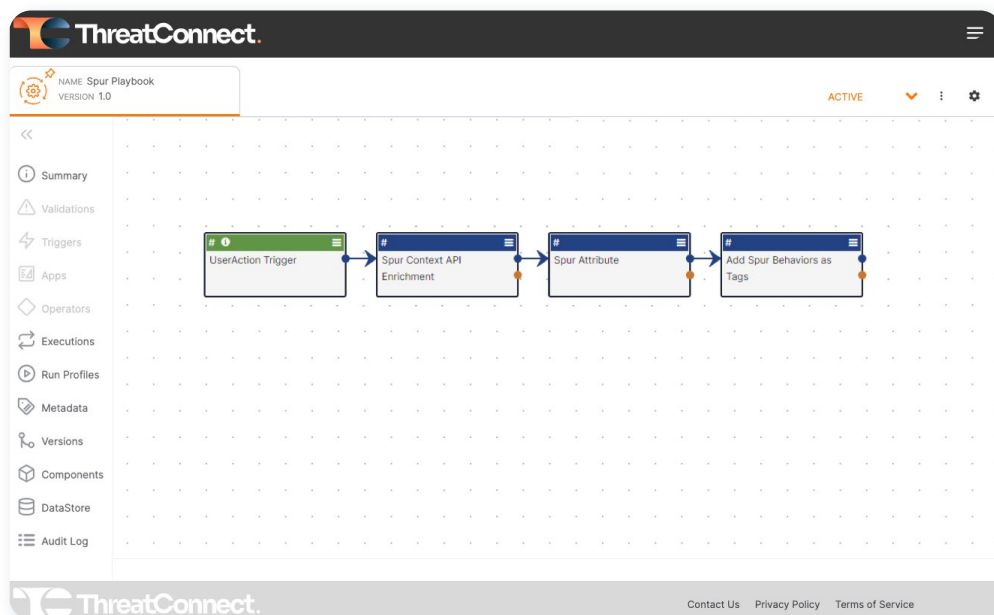 ThreatConnect.
NAME Spur Playbook
VERSION 1.0
ACTIVE
Summary
Validations
Triggers
Apps
Operators
Executions
Run Profiles
Metadata
Versions
Components
DataStore
Audit Log
#
UserAction Trigger
#
Spur Context API
Enrichment
#
Spur Attribute
#
Add Spur Behaviors as
Tags
ThreatConnect.
Contact Us Privacy Policy Terms of Service